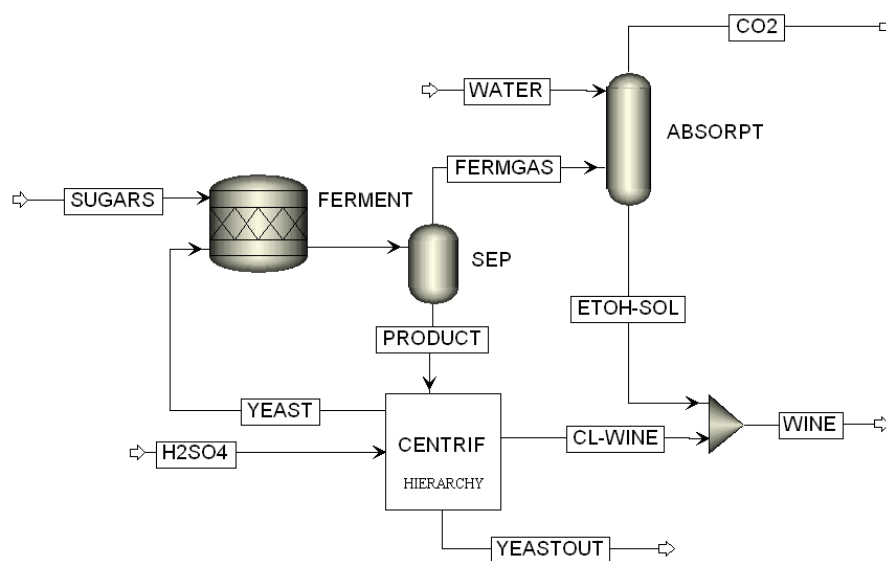 CO2
WATER
ABSORPT
FERMGAS
SUGARS
FERMENT
SEP
ETOH-SOL
PRODUCT
YEAST
CL-WINE
WINE
H2SO4
CENTRIF
HIERARCHY
YEASTOUT